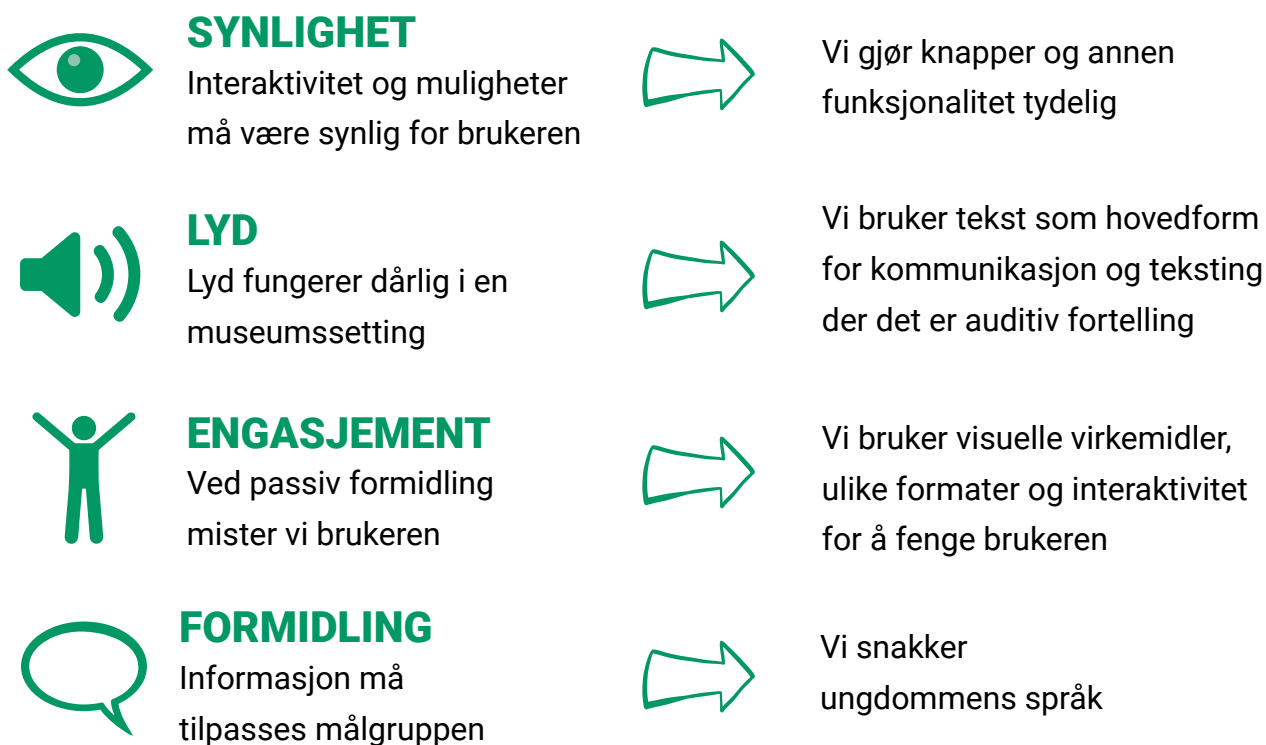 SYNLIGHET
Interaktivitet og muligheter
må være synlig for brukeren
Vi gjør knapper og annen
funksjonalitet tydelig
LYD
Lyd fungerer dårlig i en
museumssetting
Vi bruker tekst som hovedform
for kommunikasjon og teksting
der det er auditiv fortelling
ENGASJEMENT
Ved passiv formidling
mister vi brukeren
Vi bruker visuelle virkemidler,
ulike formater og interaktivitet
for å fenge brukeren
FORMIDLING
Informasjon må
tilpasses målgruppen
Vi snakker
ungdommens språk